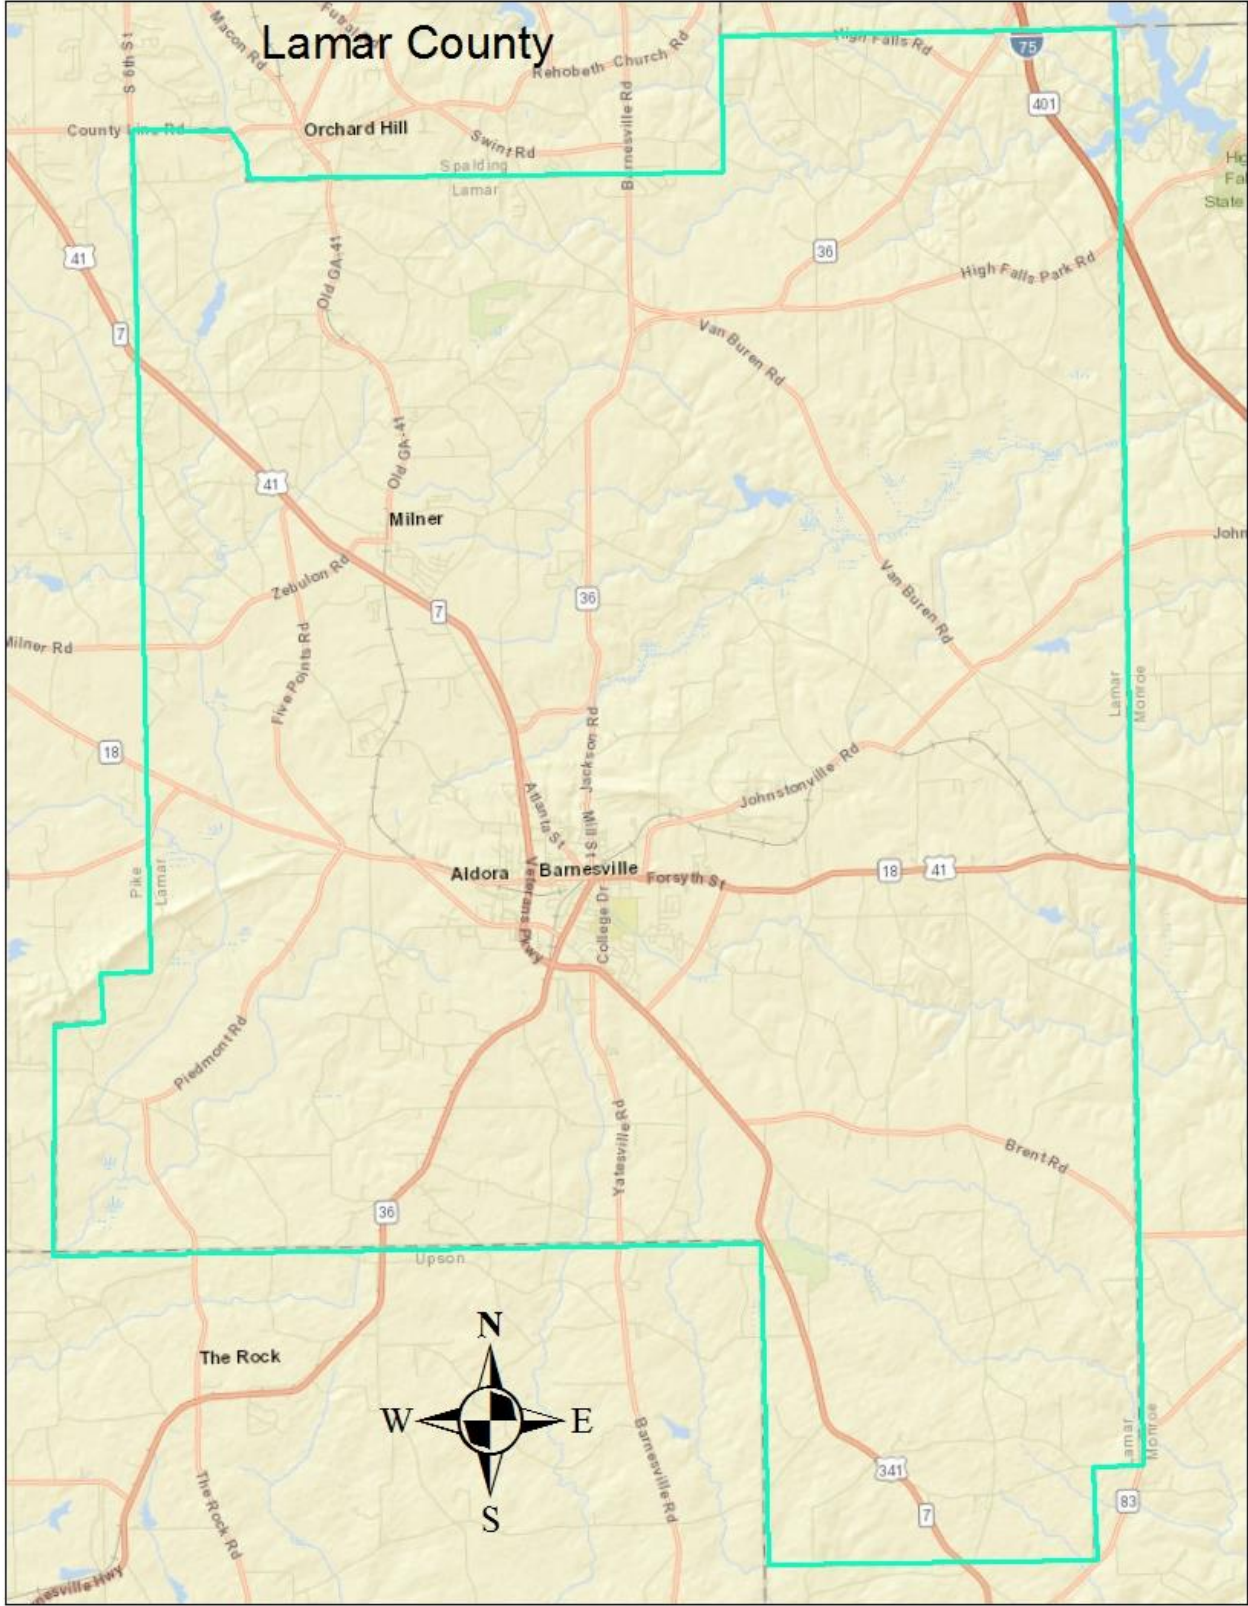 Lamar County
S 6th St
Macon Rd
Rehobeth Church Rd
High Falls Rd
75
401
County Line Rd
Orchard Hill
Swint Rd
Barnesville Rd
Spalding
Lamar
State
41
7
Old GA-41
36
High Falls Park Rd
Van Buren Rd
41
Old GA-41
Milner
Zebulon Rd
7
36
Van Buren Rd
Milner Rd
Five Points Rd
18
Lamar
Monroe
Jackson Rd
Johnstonville Rd
Atlanta St
Mill St
Pike
Lamar
Aldora
Barnesville
Forsyth St
18
41
Veterans Pkwy
College Dr
Piedmont Rd
Yatesville Rd
Brent Rd
36
Upson
The Rock
N
W
E
S
Barnesville Rd
The Rock Rd
341
7
83
Lamar
Monroe
nesville Hwy